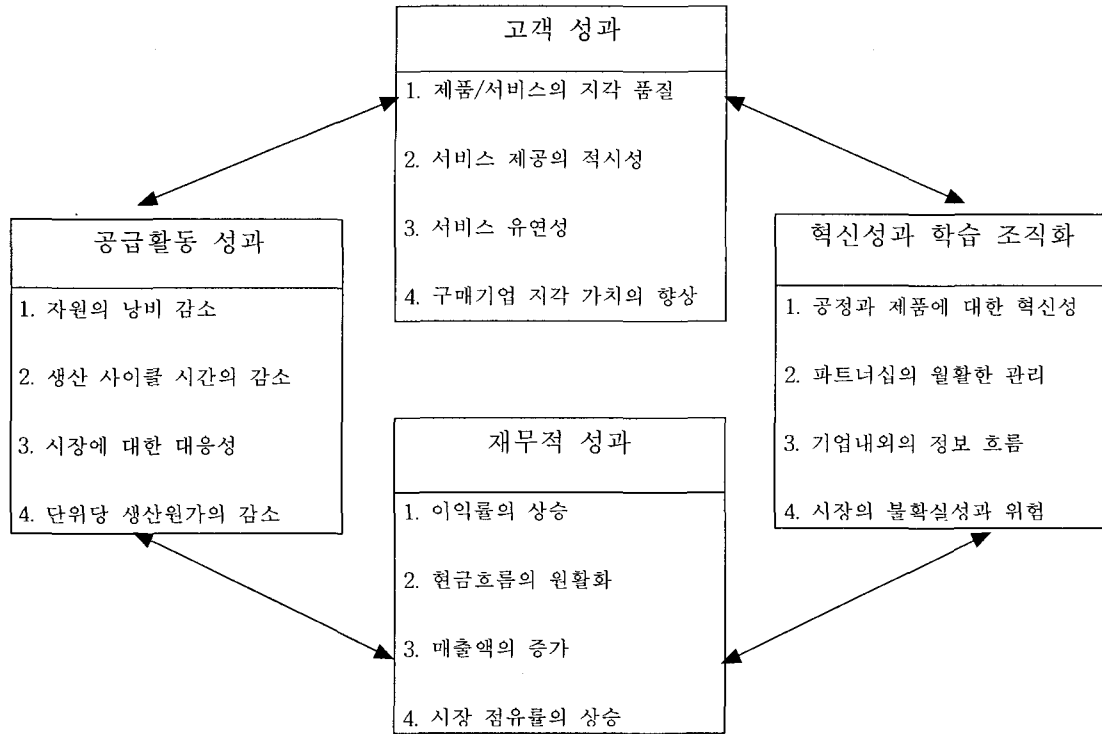 고객 성과
1. 제품/서비스의 지각 품질
2. 서비스 제공의 적시성
3. 서비스 유연성
4. 구매기업 지각 가치의 향상
공급활동 성과
1. 자원의 낭비 감소
2. 생산 사이클 시간의 감소
3. 시장에 대한 대응성
4. 단위당 생산원가의 감소
혁신성과 학습 조직화
1. 공정과 제품에 대한 혁신성
2. 파트너십의 월활한 관리
3. 기업내외의 정보 흐름
4. 시장의 불확실성과 위험
재무적 성과
1. 이익률의 상승
2. 현금흐름의 원활화
3. 매출액의 증가
4. 시장 점유률의 상승